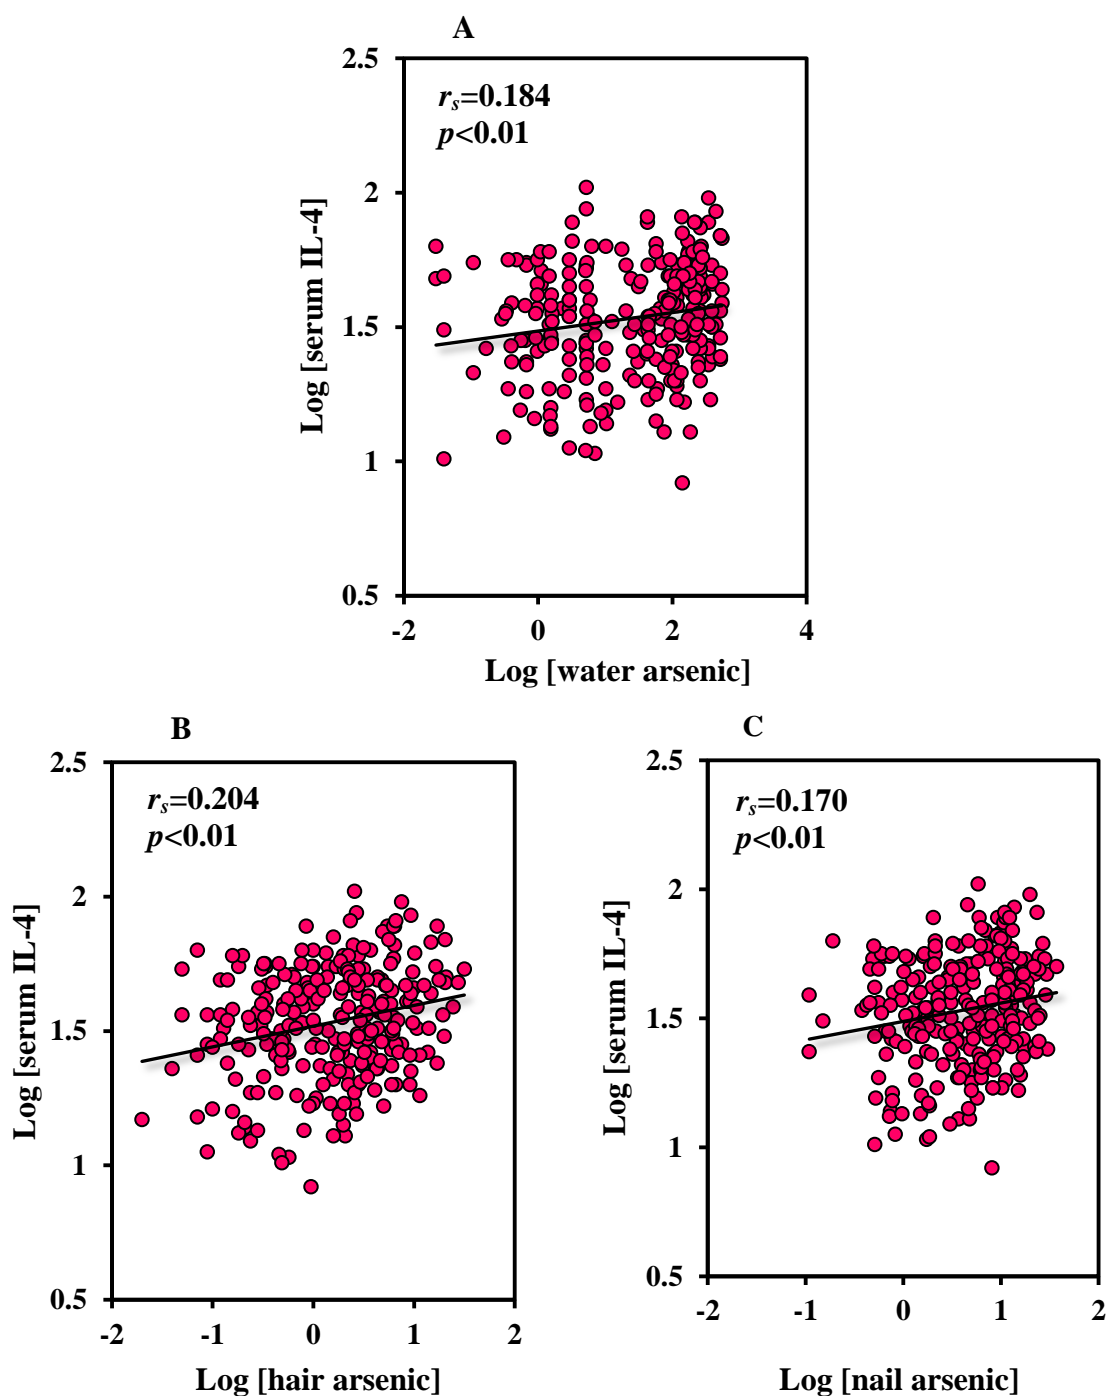 A
2.5
r_s=0.184
p<0.01
2
1.5
1
0.5
-2 0 2 4
Log [serum IL-4]
Log [water arsenic]
B
2.5
r_s=0.204
p<0.01
2
1.5
1
0.5
-2 -1 0 1 2
Log [serum IL-4]
Log [hair arsenic]
C
2.5
r_s=0.170
p<0.01
2
1.5
1
0.5
-2 -1 0 1 2
Log [serum IL-4]
Log [nail arsenic]